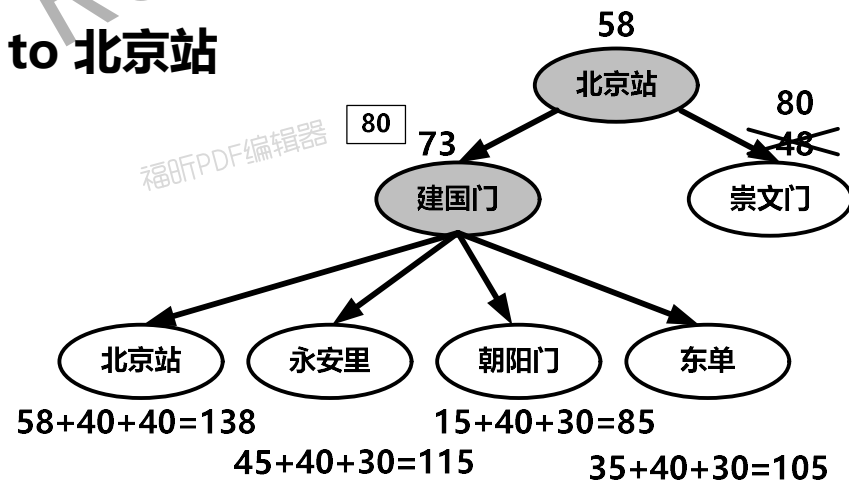 to 北京站
58
北京站
80
80
73
48
福昕PDF编辑器
建国门
崇文门
北京站
永安里
朝阳门
东单
58+40+40=138
15+40+30=85
45+40+30=115
35+40+30=105